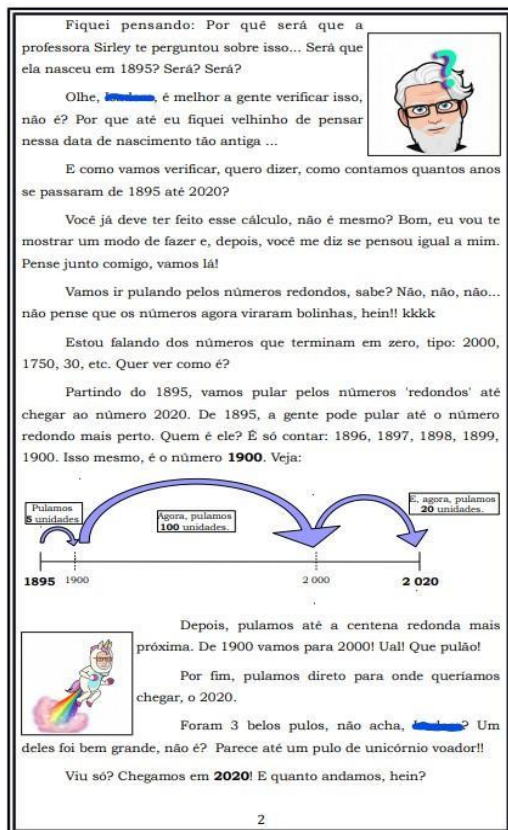 Fiquei pensando: Por quê será que a
professora Sirley te perguntou sobre isso... Será que
ela nasceu em 1895? Será? Será?
Olhe, , é melhor a gente verificar isso,
não é? Por que até eu fiquei velhinho de pensar
nessa data de nascimento tão antiga ...
E como vamos verificar, quero dizer, como contamos quantos anos
se passaram de 1895 até 2020?
Você já deve ter feito esse cálculo, não é mesmo? Bom, eu vou te
mostrar um modo de fazer e, depois, você me diz se pensou igual a mim.
Pense junto comigo, vamos lá!
Vamos ir pulando pelos números redondos, sabe? Não, não, não...
não pense que os números agora viraram bolinhas, hein!! kkkk
Estou falando dos números que terminam em zero, tipo: 2000,
1750, 30, etc. Quer ver como é?
Partindo do 1895, vamos pular pelos números 'redondos' até
chegar ao número 2020. De 1895, a gente pode pular até o número
redondo mais perto. Quem é ele? É só contar: 1896, 1897, 1898, 1899,
1900. Isso mesmo, é o número 1900. Veja:
Pulamos
5 unidades
Agora, pulamos
100 unidades.
E, agora, pulamos
20 unidades.
1895 1900 2 000 2 020
Depois, pulamos até a centena redonda mais
próxima. De 1900 vamos para 2000! Ual! Que pulão!
Por fim, pulamos direto para onde queríamos
chegar, o 2020.
Foram 3 belos pulos, não acha, ? Um
deles foi bem grande, não é? Parece até um pulo de unicórnio voador!!
Viu só? Chegamos em 2020! E quanto andamos, hein?
2